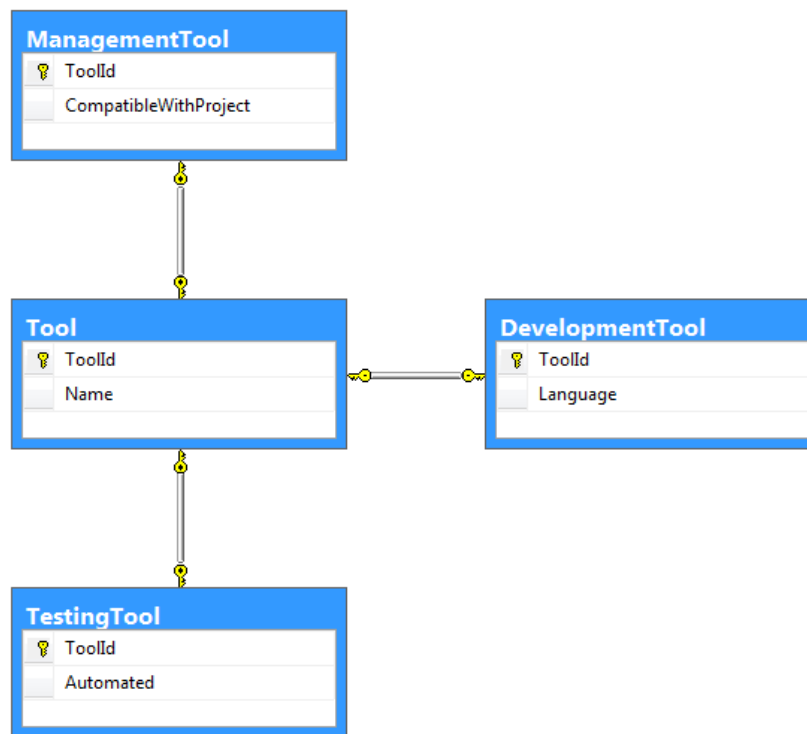 ManagementTool
ToolId
CompatibleWithProject
Tool
ToolId
Name
DevelopmentTool
ToolId
Language
TestingTool
ToolId
Automated